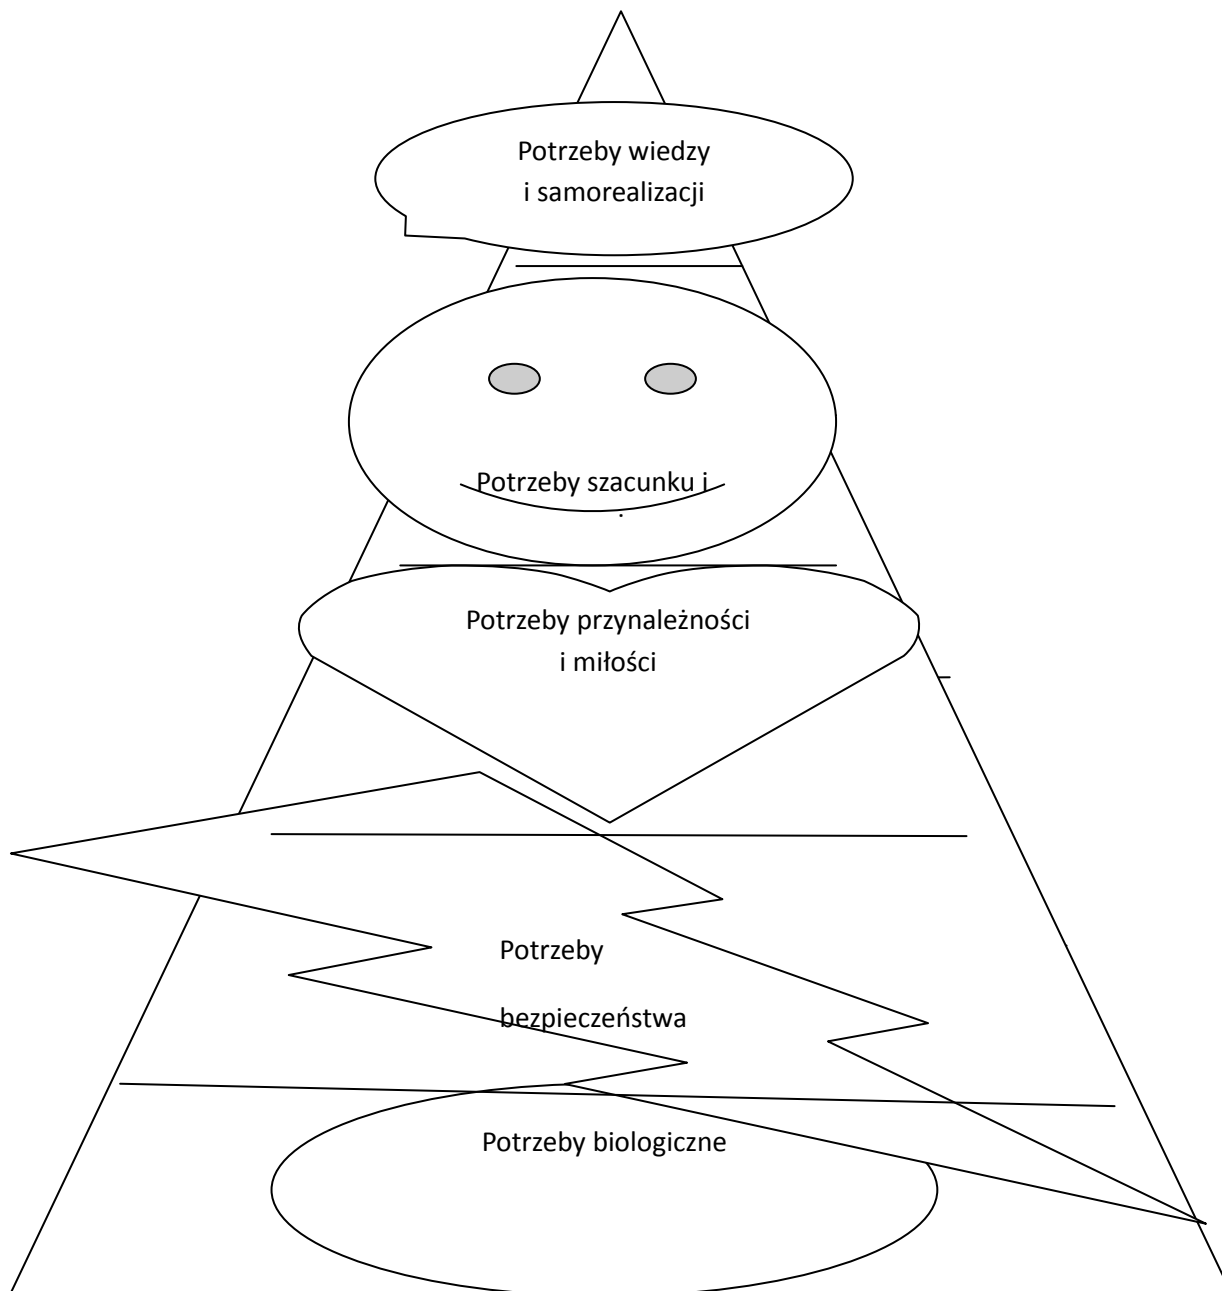 Potrzeby wiedzy
i samorealizacji
Potrzeby szacunku i
Potrzeby przynależności
i miłości
Potrzeby
bezpieczeństwa
Potrzeby biologiczne